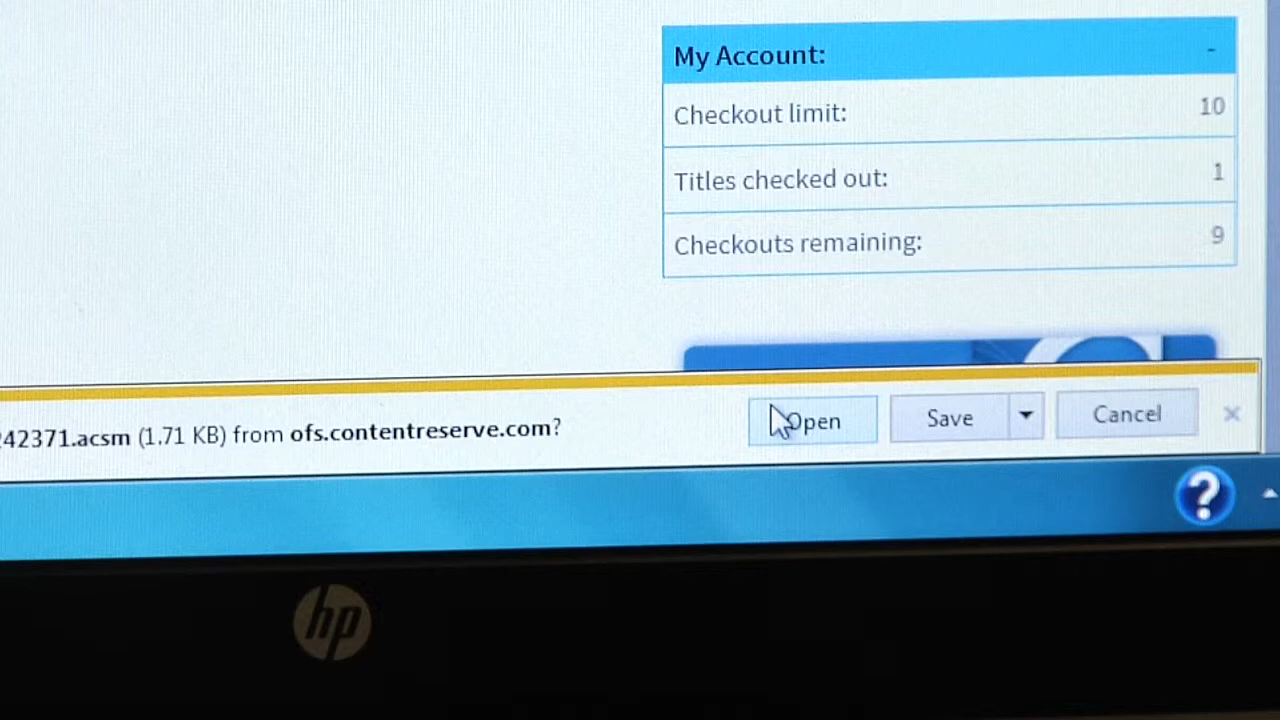 My Account: -
Checkout limit: 10
Titles checked out: 1
Checkouts remaining: 9
42371.acsm (1.71 KB) from ofs.contentreserve.com?
Open Save Cancel ×
?
hp